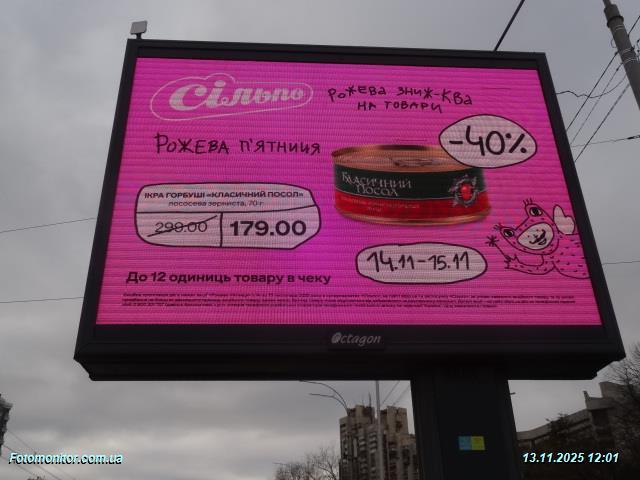 Сільпо
РОЖЕВА ЗНИЖ-КВА
НА ТОВАРИ
РОЖЕВА П'ЯТНИЦЯ
-40%
КЛАСИЧНИЙ
ПОСОЛ
ІКРА ГОРБУШІ «КЛАСИЧНИЙ ПОСОЛ»
лососева зерниста, 70 г
299.00 179.00
14.11-15.11
До 12 одиниць товару в чеку
Octagon
Fotomonitor.com.ua
13.11.2025 12:01